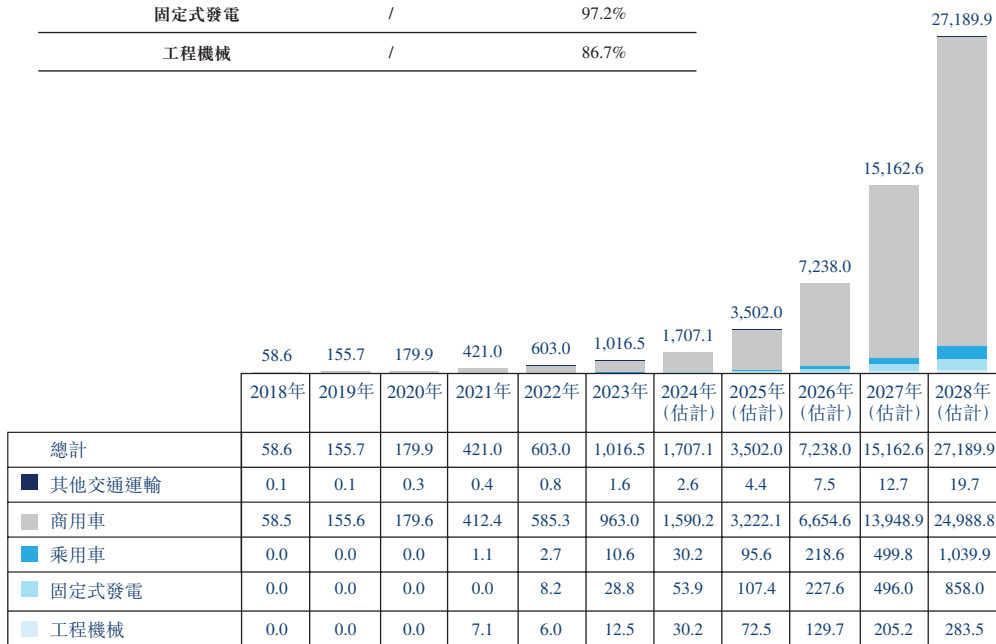 固定式發電 / 97.2%
工程機械 / 86.7%
58.6 155.7 179.9 421.0 603.0 1,016.5 1,707.1 3,502.0 7,238.0 15,162.6 27,189.9
2018年 2019年 2020年 2021年 2022年 2023年 2024年 2025年 2026年 2027年 2028年
(估計) (估計) (估計) (估計) (估計)
總計 58.6 155.7 179.9 421.0 603.0 1,016.5 1,707.1 3,502.0 7,238.0 15,162.6 27,189.9
其他交通運輸 0.1 0.1 0.3 0.4 0.8 1.6 2.6 4.4 7.5 12.7 19.7
商用車 58.5 155.6 179.6 412.4 585.3 963.0 1,590.2 3,222.1 6,654.6 13,948.9 24,988.8
乘用車 0.0 0.0 0.0 1.1 2.7 10.6 30.2 95.6 218.6 499.8 1,039.9
固定式發電 0.0 0.0 0.0 0.0 8.2 28.8 53.9 107.4 227.6 496.0 858.0
工程機械 0.0 0.0 0.0 7.1 6.0 12.5 30.2 72.5 129.7 205.2 283.5